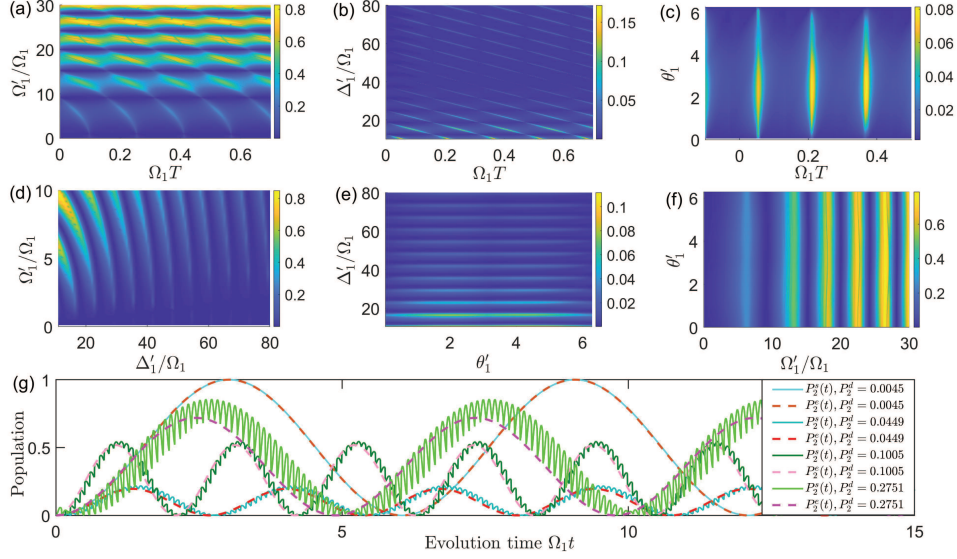 (a)
Ω′₁/Ω₁
30
20
10
0
0 0.2 0.4 0.6
Ω₁T
0.8
0.6
0.4
0.2
(b)
Δ′₁/Ω₁
80
60
40
20
0 0.2 0.4 0.6
Ω₁T
0.15
0.1
0.05
(c)
θ′₁
6
4
2
0
0 0.2 0.4
Ω₁T
0.08
0.06
0.04
0.02
(d)
Ω′₁/Ω₁
10
5
0
20 40 60 80
Δ′₁/Ω₁
0.8
0.6
0.4
0.2
(e)
Δ′₁/Ω₁
80
60
40
20
2 4 6
θ′₁
0.1
0.08
0.06
0.04
0.02
(f)
θ′₁
6
4
2
0
0 10 20 30
Ω′₁/Ω₁
0.6
0.4
0.2
(g)
Population
1
0.5
0
0 5 10 15
Evolution time Ω₁t
P₂ˢ(t), P₂ᵈ = 0.0045
P₂ᵉ(t), P₂ᵈ = 0.0045
P₂ˢ(t), P₂ᵈ = 0.0449
P₂ᵉ(t), P₂ᵈ = 0.0449
P₂ˢ(t), P₂ᵈ = 0.1005
P₂ᵉ(t), P₂ᵈ = 0.1005
P₂ˢ(t), P₂ᵈ = 0.2751
P₂ᵉ(t), P₂ᵈ = 0.2751